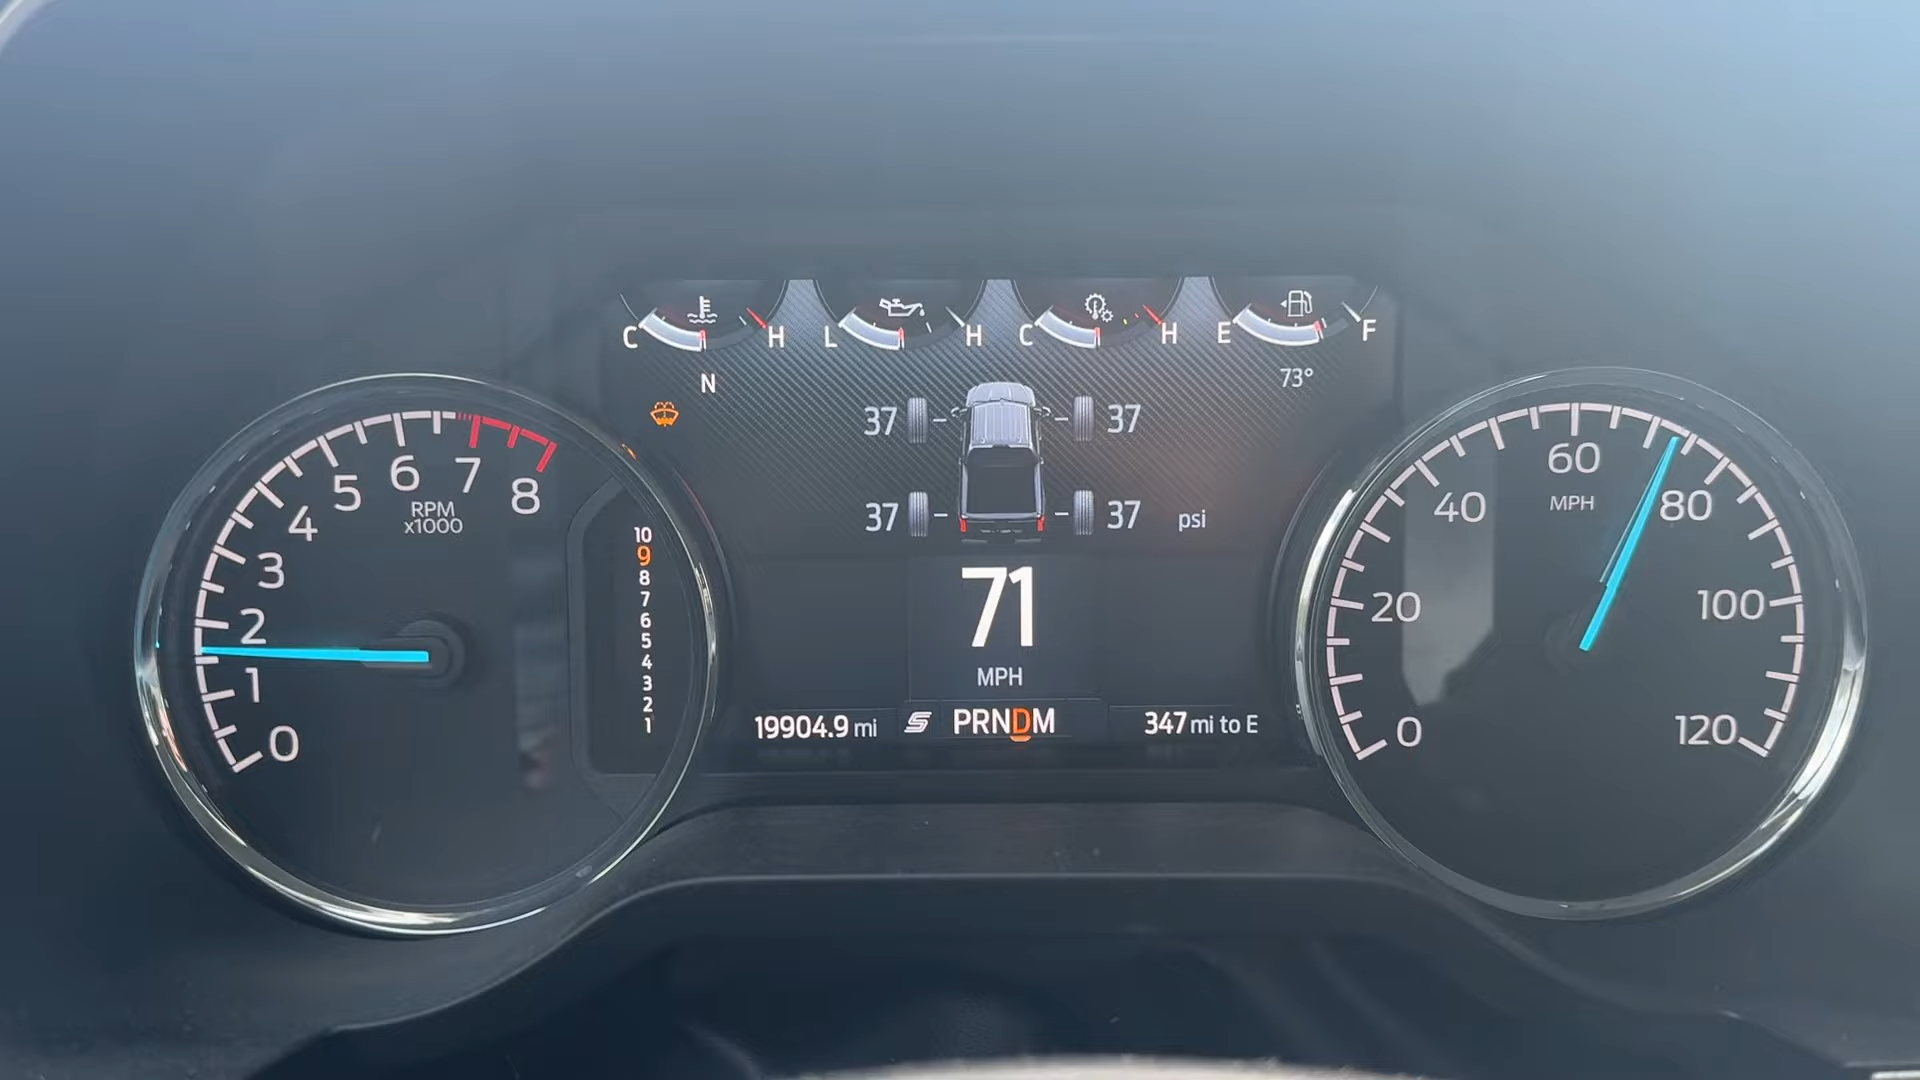 C H L H C H E F
N
73°
37 37
37 37 psi
0 1 2 3 4 5 6 7 8
RPM
x1000
10
9
8
7
6
5
4
3
2
1
71
MPH
19904.9 mi PRNDM 347 mi to E
0 20 40 60 80 100 120
MPH